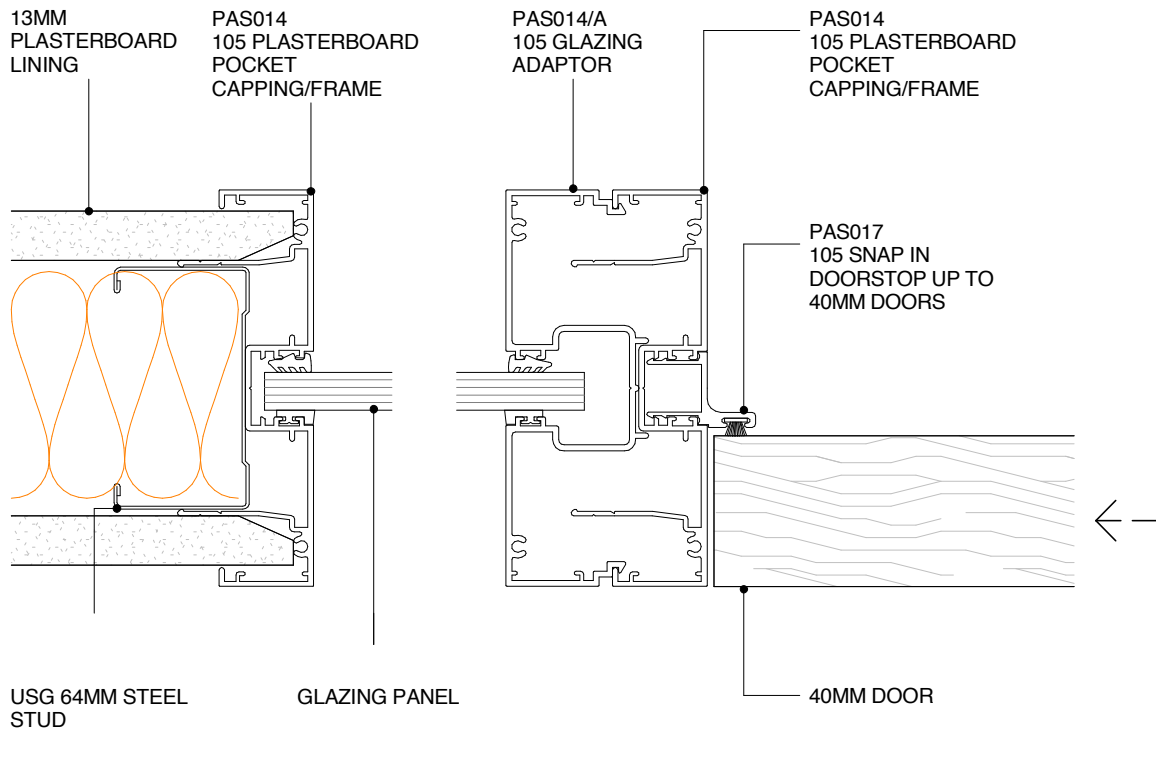 13MM
PLASTERBOARD
LINING
PAS014
105 PLASTERBOARD
POCKET
CAPPING/FRAME
PAS014/A
105 GLAZING
ADAPTOR
PAS014
105 PLASTERBOARD
POCKET
CAPPING/FRAME
PAS017
105 SNAP IN
DOORSTOP UP TO
40MM DOORS
USG 64MM STEEL
STUD
GLAZING PANEL
40MM DOOR